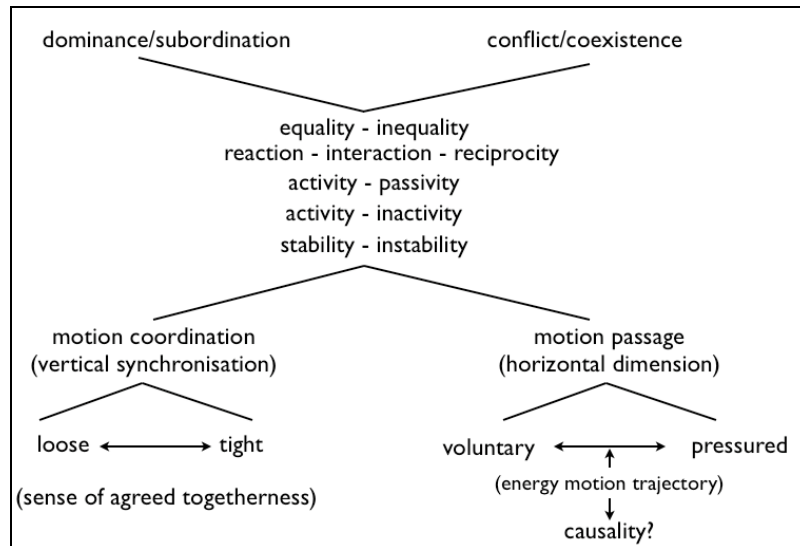 dominance/subordination
conflict/coexistence
equality - inequality
reaction - interaction - reciprocity
activity - passivity
activity - inactivity
stability - instability
motion coordination
(vertical synchronisation)
motion passage
(horizontal dimension)
loose
tight
(sense of agreed togetherness)
voluntary
pressured
(energy motion trajectory)
causality?